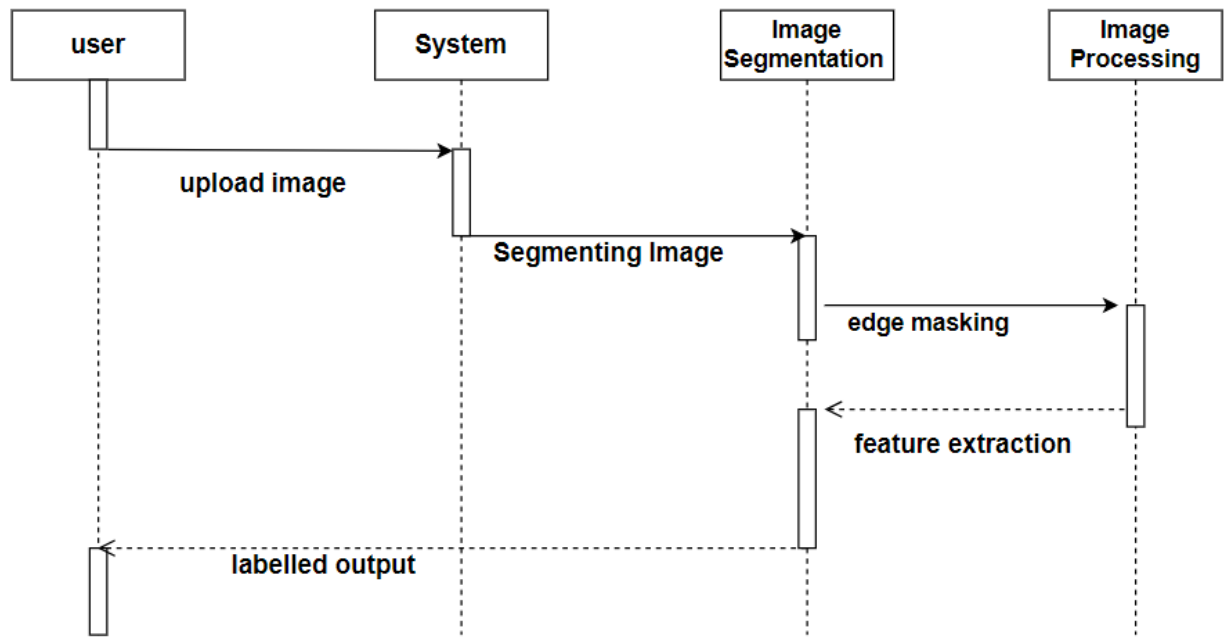 user
System
Image
Segmentation
Image
Processing
upload image
Segmenting Image
edge masking
feature extraction
labelled output